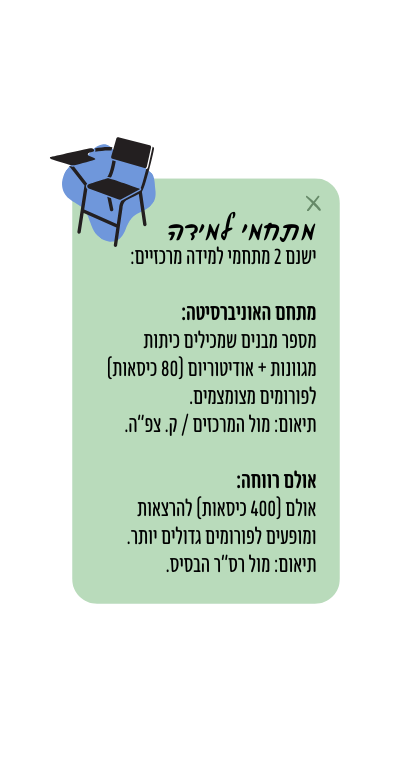 מתחמי למידה
ישנם 2 מתחמי למידה מרכזיים:
מתחם האוניברסיטה:
מספר מבנים שמכילים כיתות
מגוונות + אודיטוריום (80 כיסאות)
לפורומים מצומצמים.
תיאום: מול המרכזים / ק. צפ"ה.
אולם רווחה:
אולם (400 כיסאות) להרצאות
ומופעים לפורומים גדולים יותר.
תיאום: מול רס"ר הבסיס.